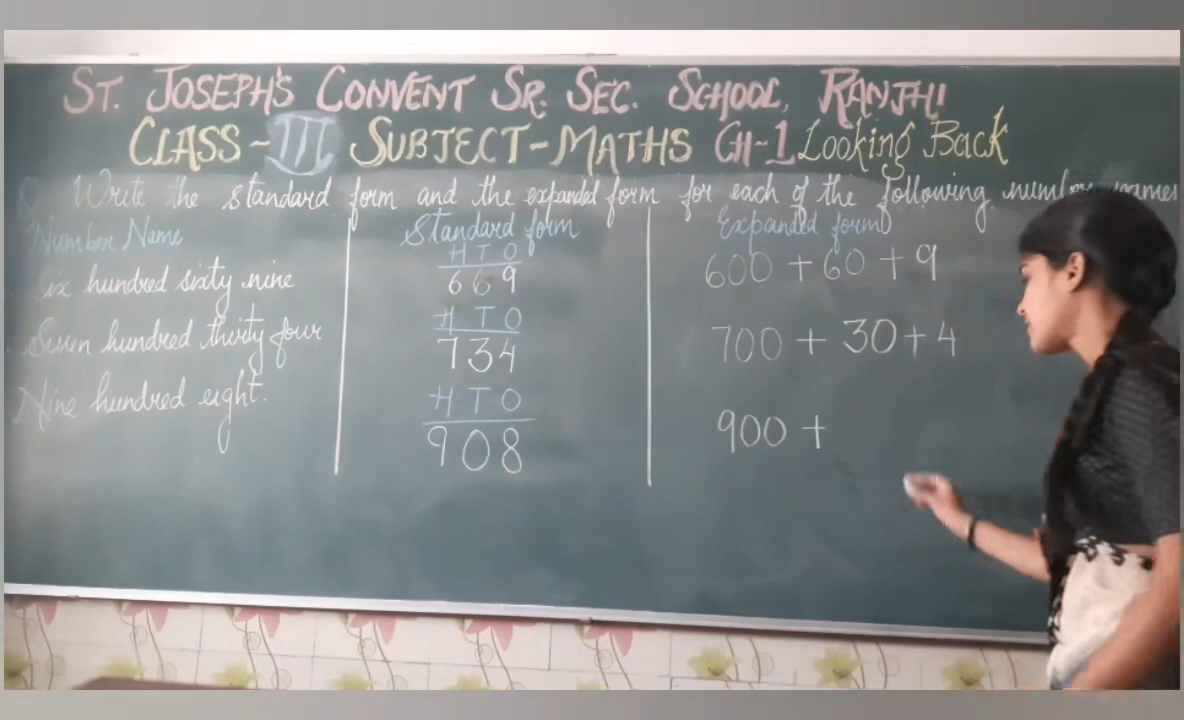 ST. JOSEPH'S CONVENT SR. SEC. SCHOOL, RANJHI
CLASS - III SUBJECT - MATHS CH-1 Looking Back
Q. Write the standard form and the expanded form for each of the following number names
Number Name
Standard form
Expanded form
Six hundred sixty nine
H T O
6 6 9
600 + 60 + 9
Seven hundred thirty four
H T O
7 3 4
700 + 30 + 4
Nine hundred eight.
H T O
9 0 8
900 +